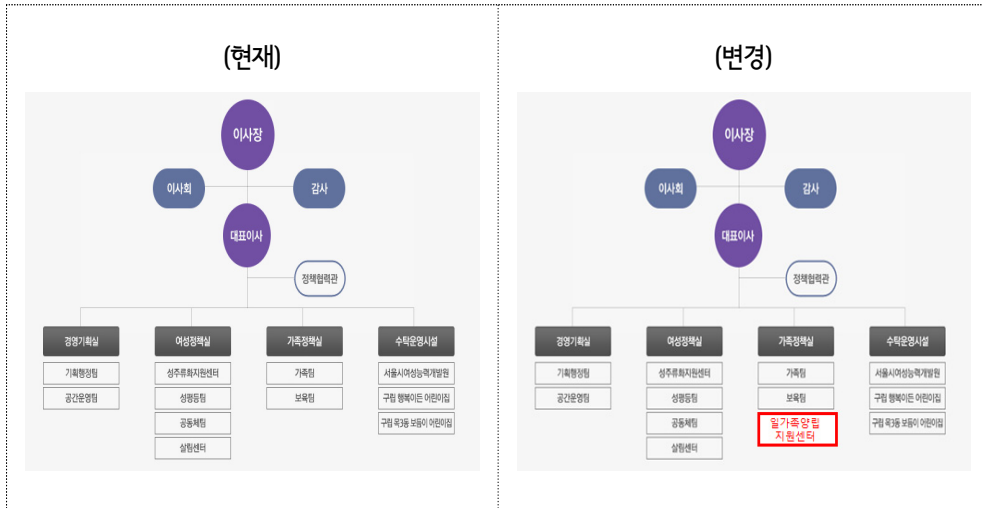 (현재)
이사장
이사회
감사
대표이사
정책협력관
경영기획실
여성정책실
가족정책실
수탁운영시설
기획행정팀
성주류화지원센터
가족팀
서울시여성능력개발원
공간운영팀
성평등팀
보육팀
구립 행복이든 어린이집
공동체팀
구립 목3동 보듬이 어린이집
살림센터
(변경)
이사장
이사회
감사
대표이사
정책협력관
경영기획실
여성정책실
가족정책실
수탁운영시설
기획행정팀
성주류화지원센터
가족팀
서울시여성능력개발원
공간운영팀
성평등팀
보육팀
구립 행복이든 어린이집
공동체팀
일가족양립
지원센터
구립 목3동 보듬이 어린이집
살림센터